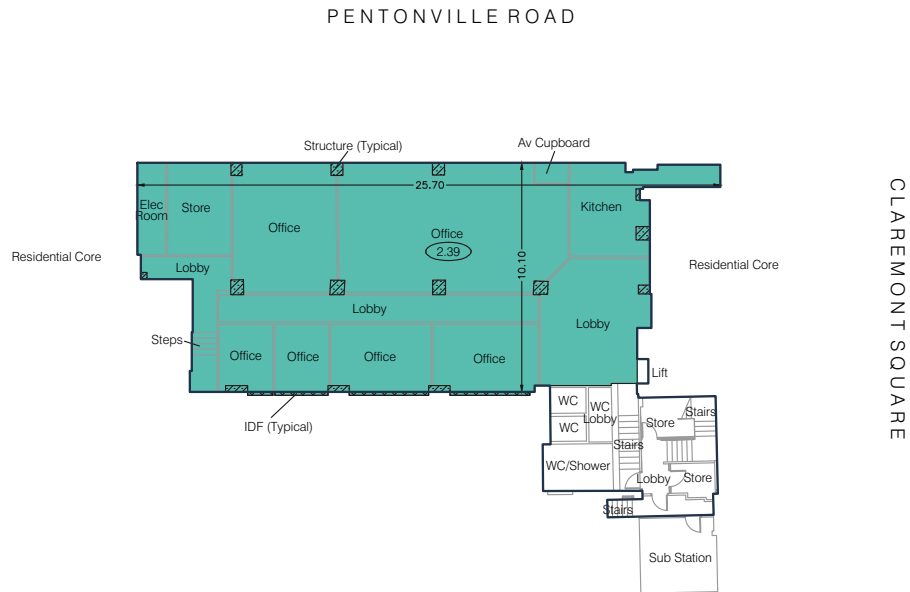 PENTONVILLE ROAD
Structure (Typical)
Av Cupboard
25.70
Elec
Room
Store
Kitchen
Office
Office
2.39
10.10
CLAREMONT SQUARE
Residential Core
Residential Core
Lobby
Lobby
Lobby
Steps
Office
Office
Office
Office
Lift
IDF (Typical)
WC
WC
Lobby
WC
Stairs
Store
Stairs
WC/Shower
Lobby
Store
Stairs
Sub Station